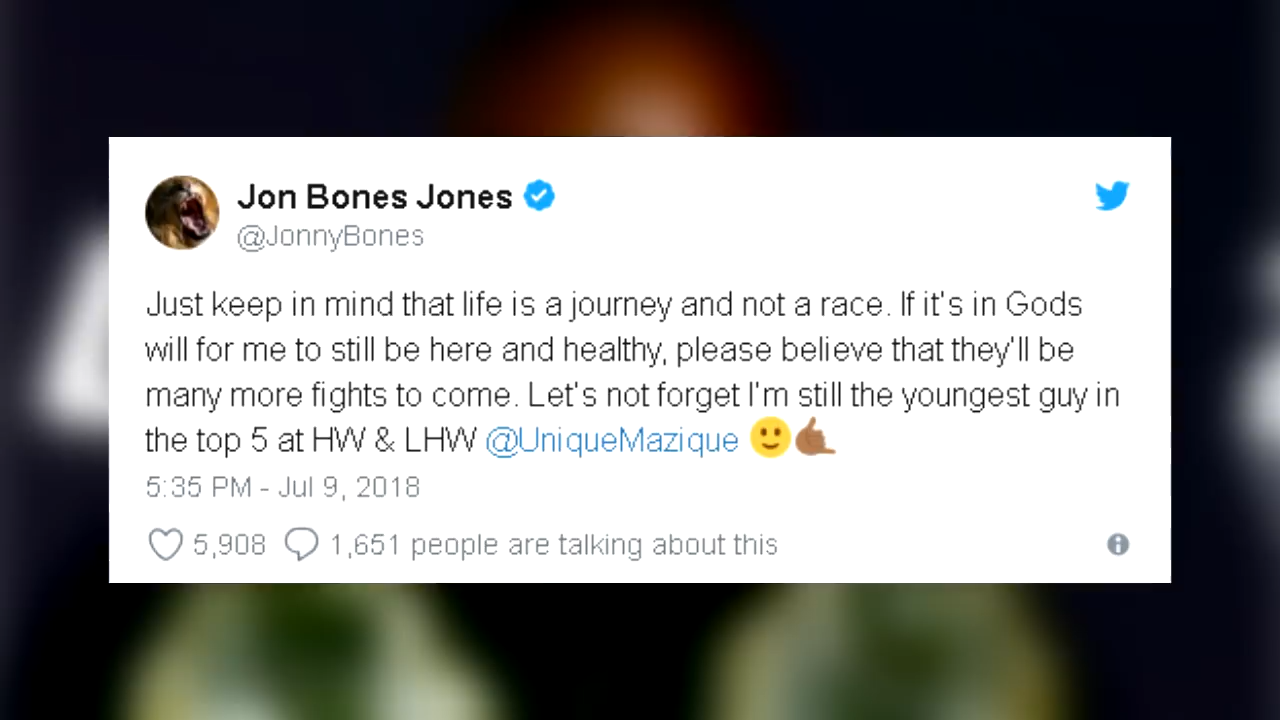 Jon Bones Jones
@JonnyBones
Just keep in mind that life is a journey and not a race. If it's in Gods
will for me to still be here and healthy, please believe that they'll be
many more fights to come. Let's not forget I'm still the youngest guy in
the top 5 at HW & LHW @UniqueMazique 🙂🤙🏾
5:35 PM - Jul 9, 2018
5,908 1,651 people are talking about this